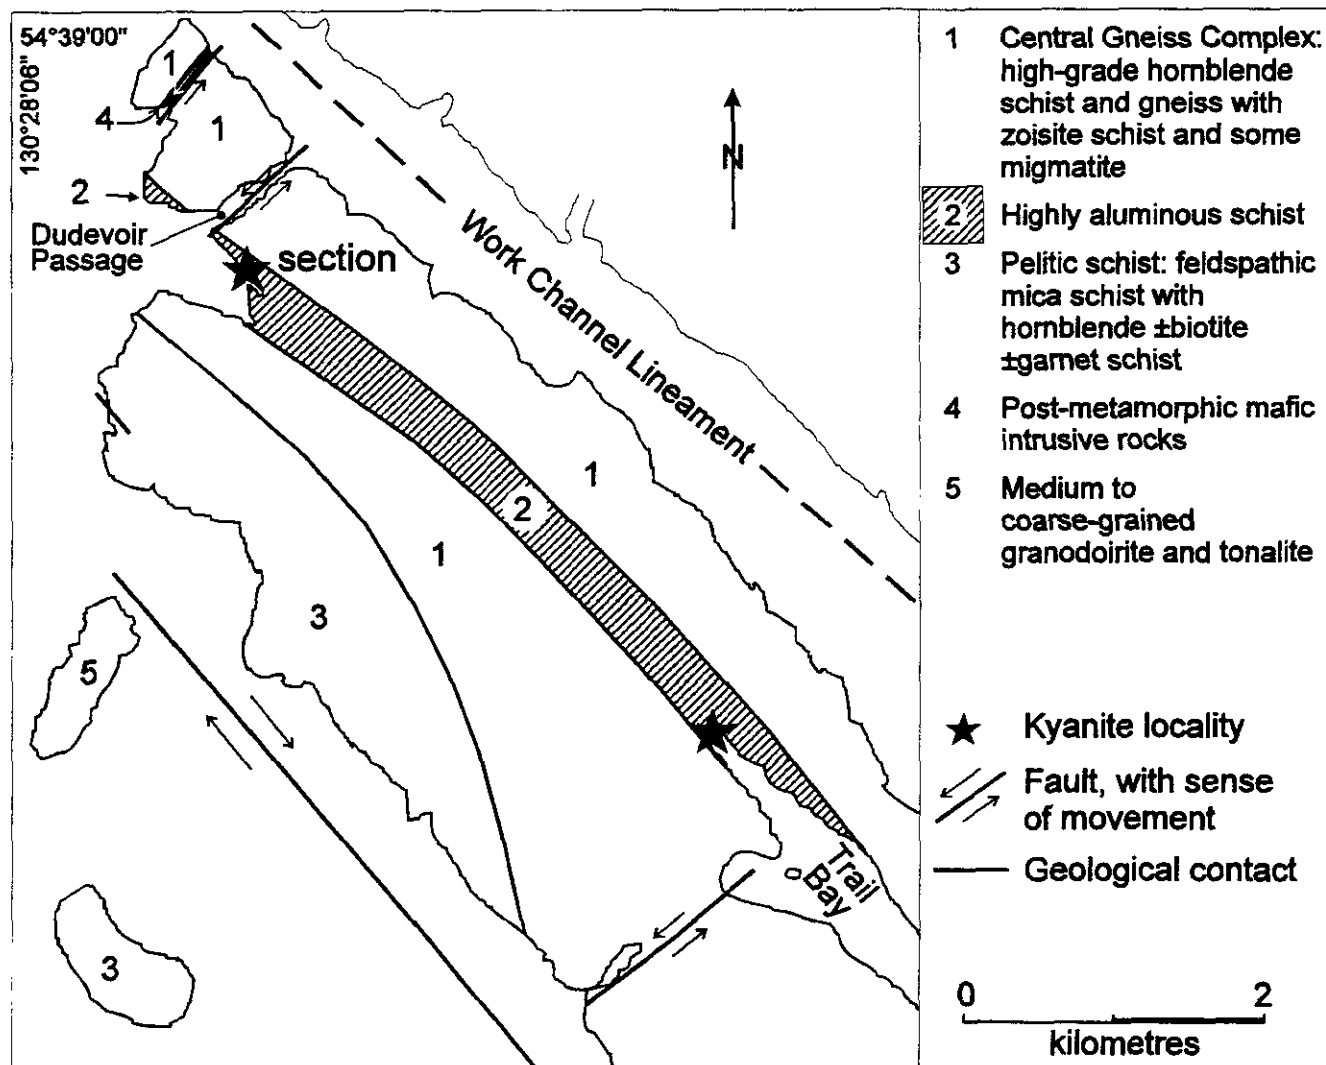 54°39'00"
130°28'06"
1
4
1
2
Dudevoir
Passage
section
N
Work Channel Lineament
1
2
1
3
5
3
Trail
Bay
1 Central Gneiss Complex:
high-grade hornblende
schist and gneiss with
zoisite schist and some
migmatite
2 Highly aluminous schist
3 Pelitic schist: feldspathic
mica schist with
hornblende ±biotite
±garnet schist
4 Post-metamorphic mafic
intrusive rocks
5 Medium to
coarse-grained
granodoirite and tonalite
Kyanite locality
Fault, with sense
of movement
Geological contact
0 2
kilometres